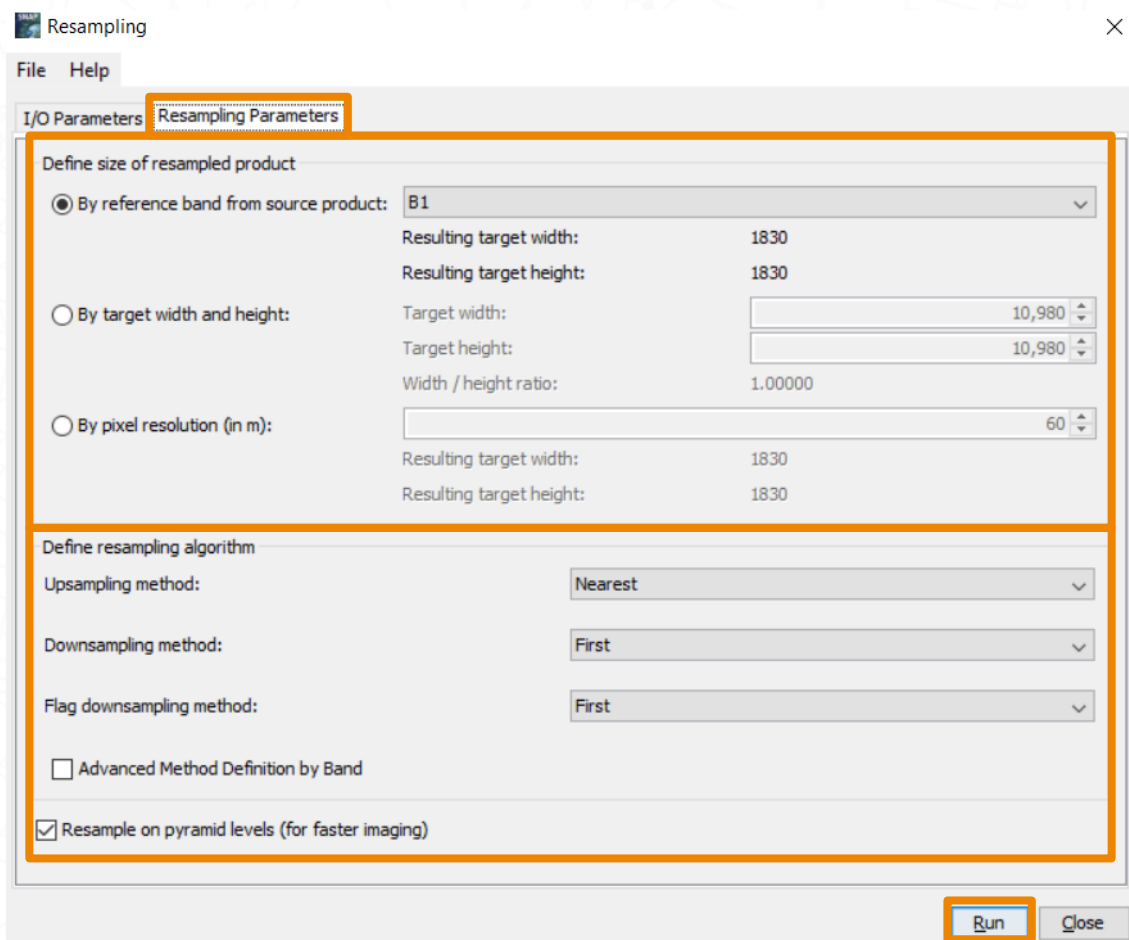 Resampling
File Help
I/O Parameters Resampling Parameters
Define size of resampled product
By reference band from source product: B1
Resulting target width: 1830
Resulting target height: 1830
By target width and height: Target width: 10,980
Target height: 10,980
Width / height ratio: 1.00000
By pixel resolution (in m): 60
Resulting target width: 1830
Resulting target height: 1830
Define resampling algorithm
Upsampling method: Nearest
Downsampling method: First
Flag downsampling method: First
Advanced Method Definition by Band
Resample on pyramid levels (for faster imaging)
Run Close